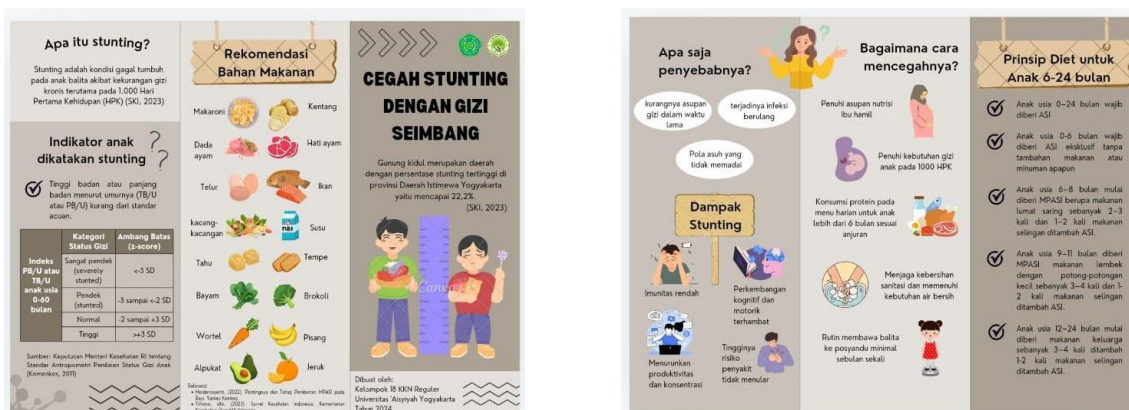 Apa itu stunting?
Stunting adalah kondisi gagal tumbuh
pada anak balita akibat kekurangan gizi
kronis terutama pada 1.000 Hari
Pertama Kehidupan (HPK) (SKI, 2023)
Indikator anak
dikatakan stunting
??
Tinggi badan atau panjang
badan menurut umurnya (TB/U
atau PB/U) kurang dari standar
acuan.
Indeks
PB/U atau
TB/U
anak usia
0-60
bulan
Kategori
Status Gizi
Ambang Batas
(z-score)
Sangat pendek
(severely
stunted)
<-3 SD
Pendek
(stunted)
-3 sampai <-2 SD
Normal
-2 sampai +3 SD
Tinggi
>+3 SD
Sumber: Keputusan Menteri Kesehatan RI tentang
Standar Antropometri Penilaian Status Gizi Anak
(Kemenkes, 2011)
Rekomendasi
Bahan Makanan
Makaroni
Kentang
Dada
ayam
Hati ayam
Telur
Ikan
kacang-
kacangan
Susu
Tahu
Tempe
Bayam
Brokoli
Wortel
Pisang
Alpukat
Jeruk
Referensi:
(2022) Pentingnya dan Tahap Pemberian MPASI pada
Bayi.
(2023). Survei Kesehatan Indonesia. Kementerian
CEGAH STUNTING
DENGAN GIZI
SEIMBANG
Gunung kidul merupakan daerah
dengan persentase stunting tertinggi di
provinsi Daerah Istimewa Yogyakarta
yaitu mencapai 22,2%.
(SKI, 2023)
Canva
Dibuat oleh:
Kelompok 18 KKN Reguler
Universitas 'Aisyiyah Yogyakarta
Tahun 2024
Apa saja
penyebabnya?
??
kurangnya asupan
gizi dalam waktu
lama
terjadinya infeksi
berulang
Pola asuh yang
tidak memadai
Dampak
Stunting
Imunitas rendah
Perkembangan
kognitif dan
motorik
terhambat
Menurunkan
produktivitas
dan konsentrasi
Tingginya
risiko
penyakit
tidak menular
Bagaimana cara
mencegahnya?
Penuhi asupan nutrisi
ibu hamil
Penuhi kebutuhan gizi
anak pada 1000 HPK
Konsumsi protein pada
menu harian untuk anak
lebih dari 6 bulan sesuai
anjuran
Menjaga kebersihan
sanitasi dan memenuhi
kebutuhan air bersih
Rutin membawa balita
ke posyandu minimal
sebulan sekali
Prinsip Diet untuk
Anak 6-24 bulan
Anak usia 0-24 bulan wajib
diberi ASI
Anak usia 0-6 bulan wajib
diberi ASI eksklusif tanpa
tambahan makanan atau
minuman apapun
Anak usia 6-8 bulan mulai
diberi MPASI berupa makanan
lumat saring sebanyak 2-3
kali dan 1-2 kali makanan
selingan ditambah ASI.
Anak usia 9-11 bulan diberi
MPASI makanan lembek
dengan potong-potongan
kecil sebanyak 3-4 kali dan 1-
2 kali makanan selingan
ditambah ASI.
Anak usia 12-24 bulan mulai
diberi makanan keluarga
sebanyak 3-4 kali ditambah
1-2 kali makanan selingan
ditambah ASI.